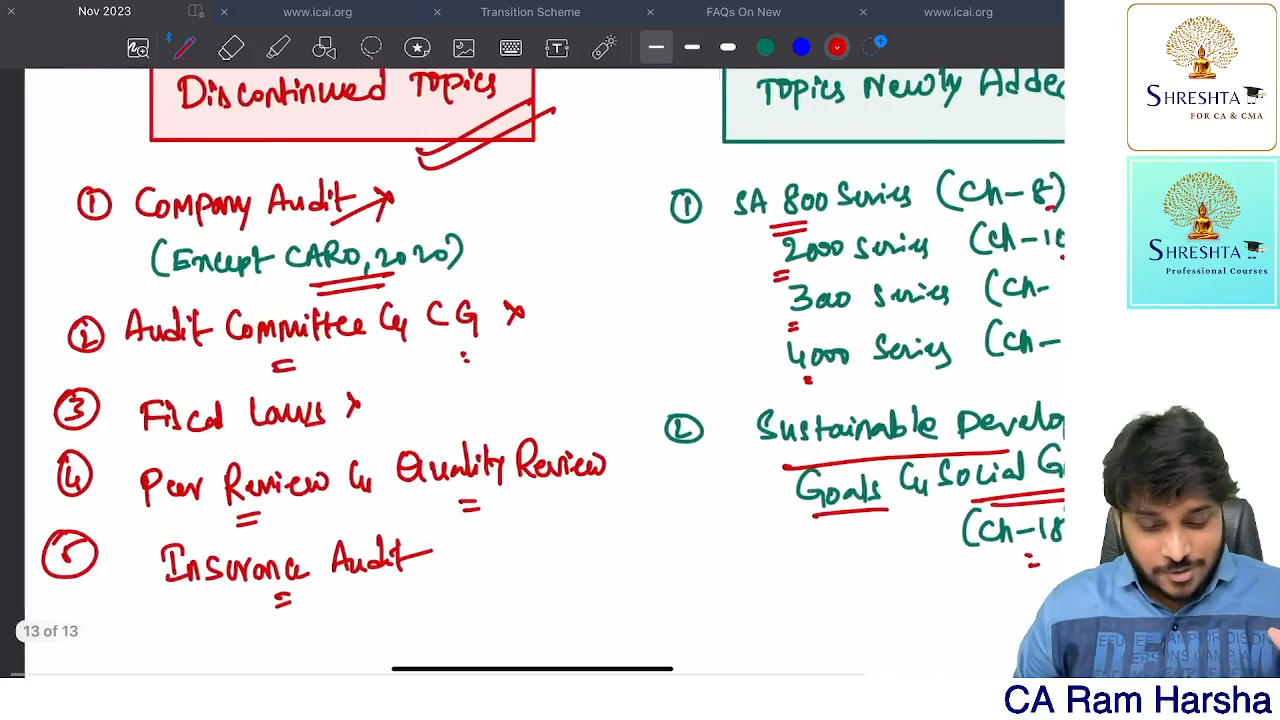 Nov 2023
www.icai.org
Transition Scheme
FAQs On New
www.icai.org
Discontinued Topics
① Company Audit
(Except CARO, 2020)
② Audit Committee & CG
③ Fiscal Laws
④ Peer Review & Quality Review
⑤ Insurance Audit
Topics Newly Added
① SA 800 Series (Ch-8)
2000 Series (Ch-1
3000 Series (Ch-
4000 Series (Ch-
② Sustainable Develo
Goals & Social G
(Ch-18
13 of 13
SHRESHTA
FOR CA & CMA
SHRESHTA
Professional Courses
CA Ram Harsha